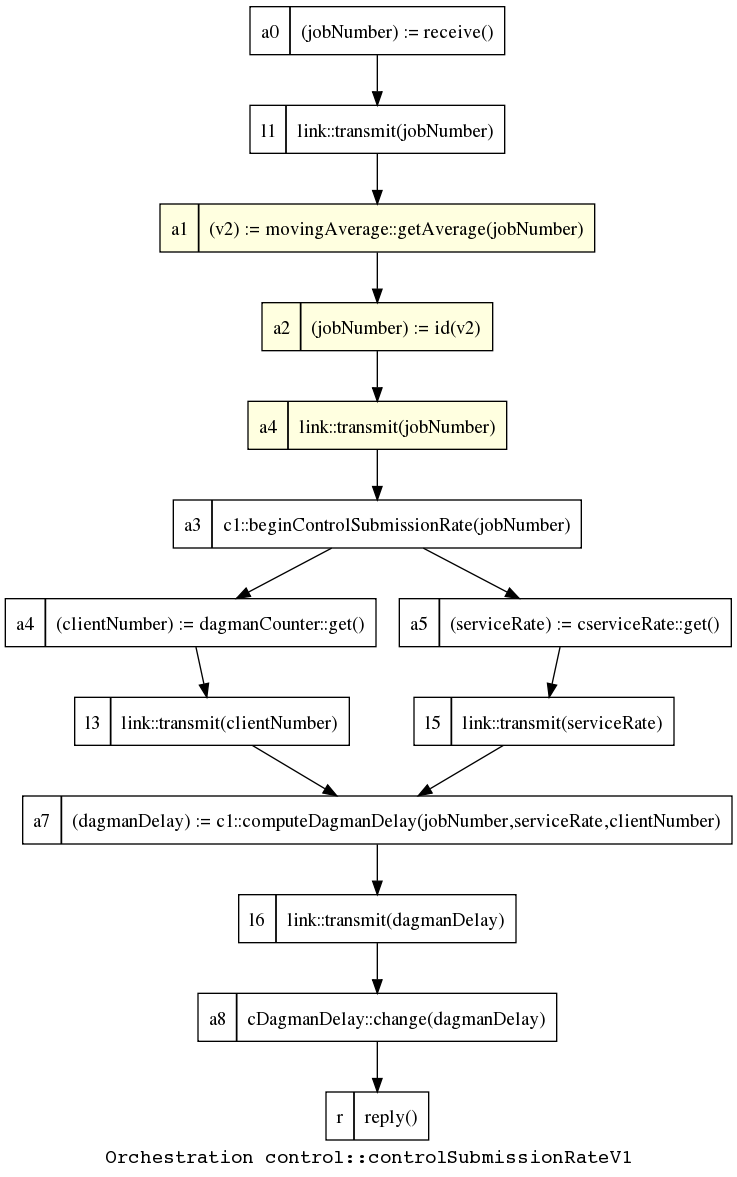 a0 (jobNumber) := receive()
l1 link::transmit(jobNumber)
a1 (v2) := movingAverage::getAverage(jobNumber)
a2 (jobNumber) := id(v2)
a4 link::transmit(jobNumber)
a3 c1::beginControlSubmissionRate(jobNumber)
a4 (clientNumber) := dagmanCounter::get()
a5 (serviceRate) := cserviceRate::get()
l3 link::transmit(clientNumber)
l5 link::transmit(serviceRate)
a7 (dagmanDelay) := c1::computeDagmanDelay(jobNumber,serviceRate,clientNumber)
l6 link::transmit(dagmanDelay)
a8 cDagmanDelay::change(dagmanDelay)
r reply()
Orchestration control::controlSubmissionRateV1